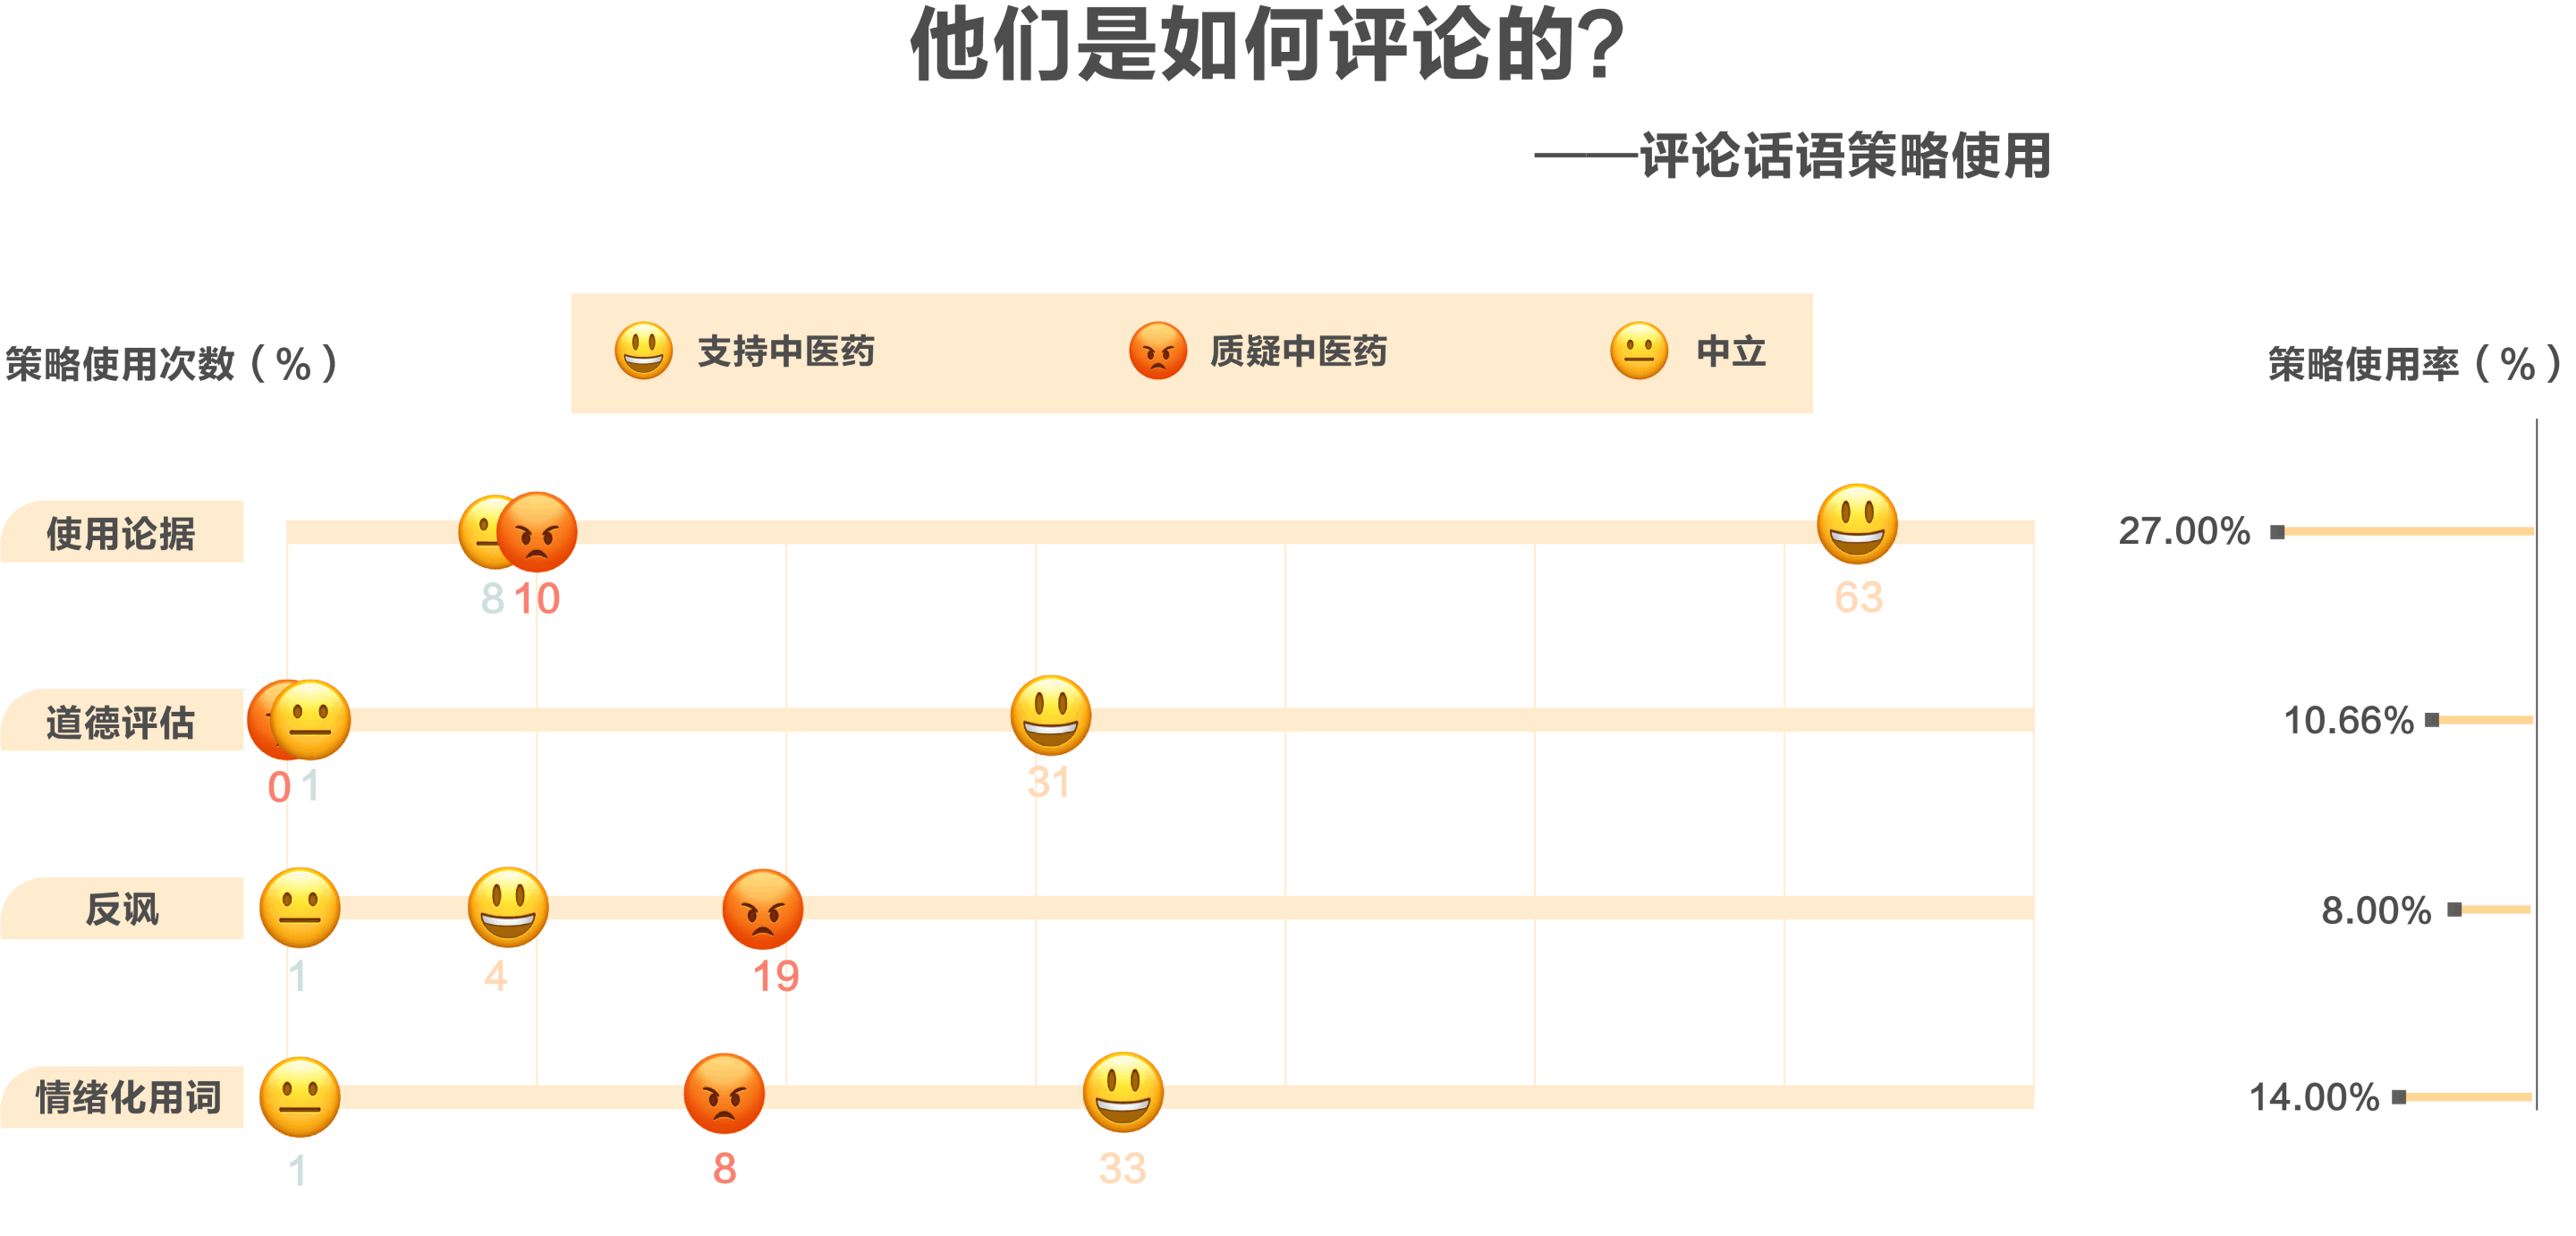 他们是如何评论的?
——评论话语策略使用
策略使用次数（%）
支持中医药
质疑中医药
中立
策略使用率（%）
使用论据
8
10
63
27.00%
道德评估
0
1
31
10.66%
反讽
1
4
19
8.00%
情绪化用词
1
8
33
14.00%